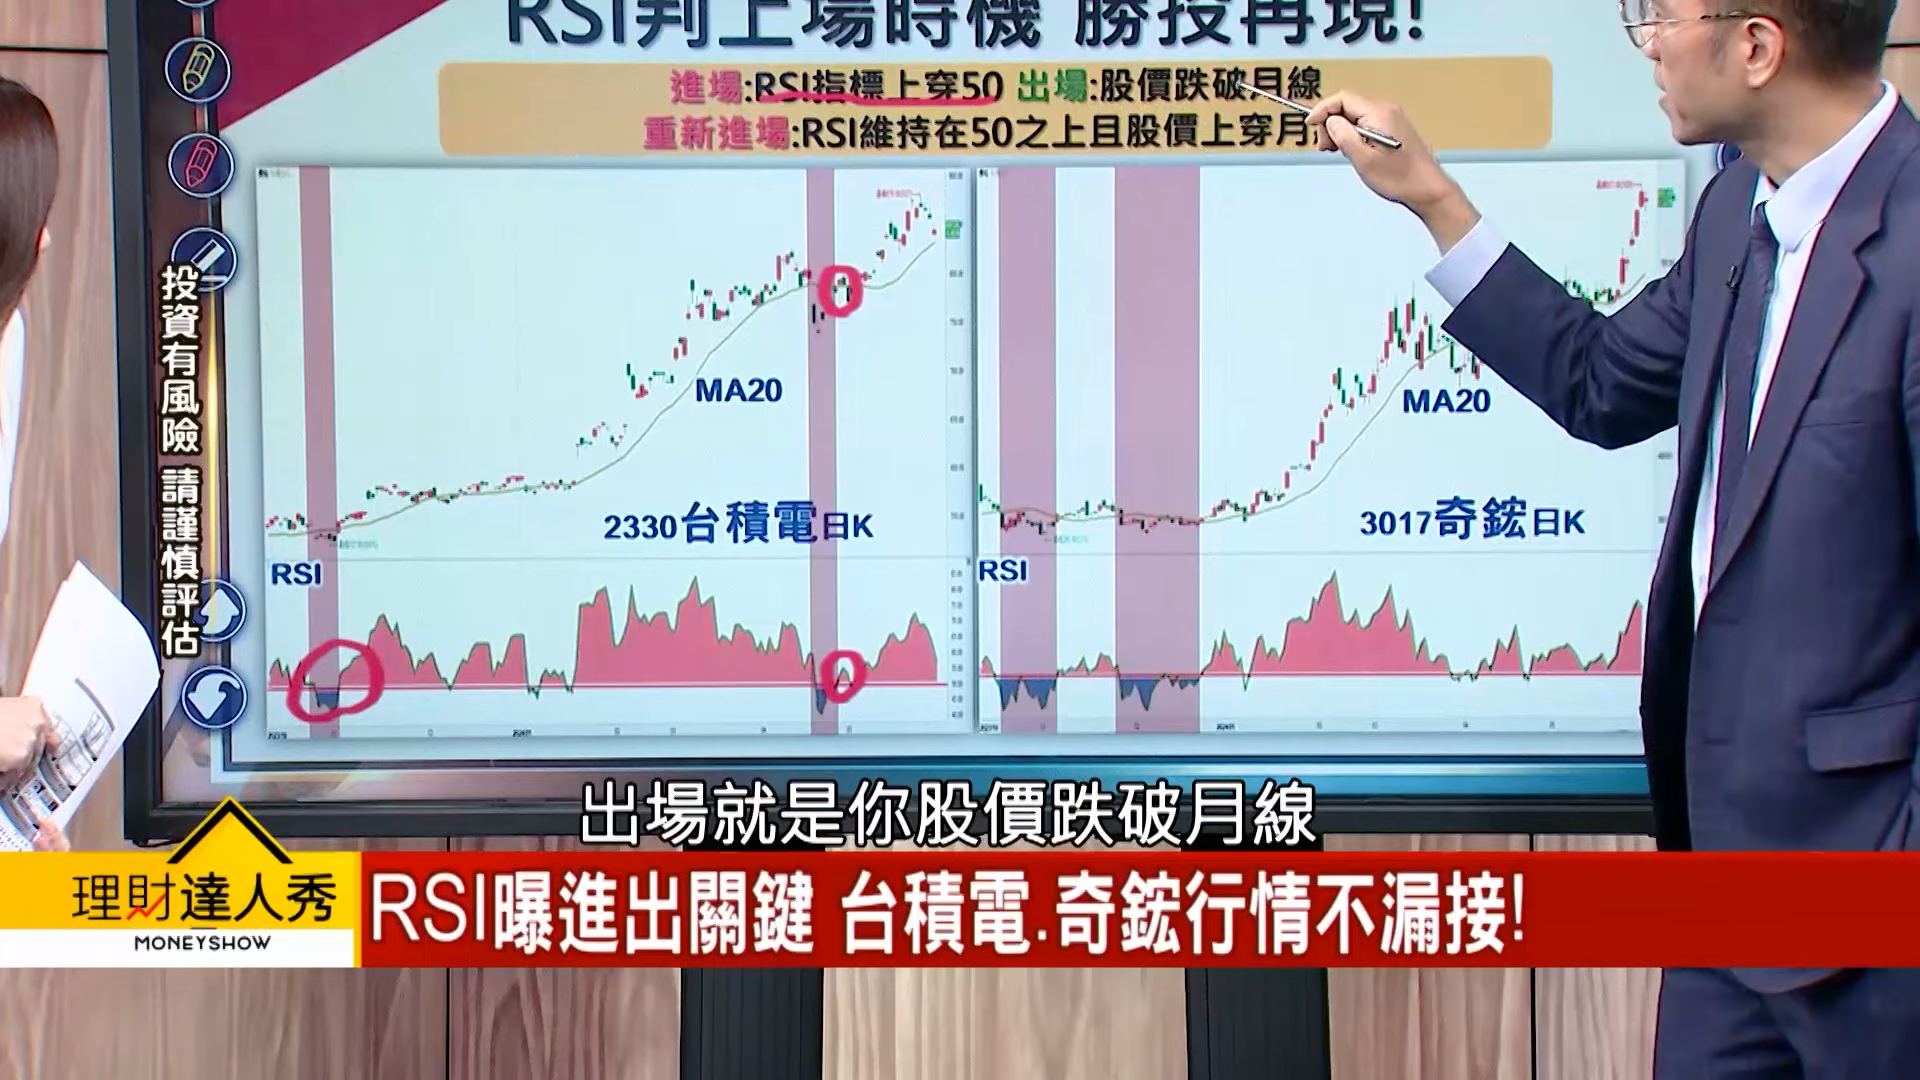 RSI判上場時機 勝投再現!
進場:RSI指標上穿50 出場:股價跌破月線
重新進場:RSI維持在50之上且股價上穿月
投資有風險 請謹慎評估
MA20
2330台積電日K
RSI
MA20
3017奇鋐日K
RSI
出場就是你股價跌破月線
理財達人秀
MONEYSHOW
RSI曝進出關鍵 台積電.奇鋐行情不漏接!